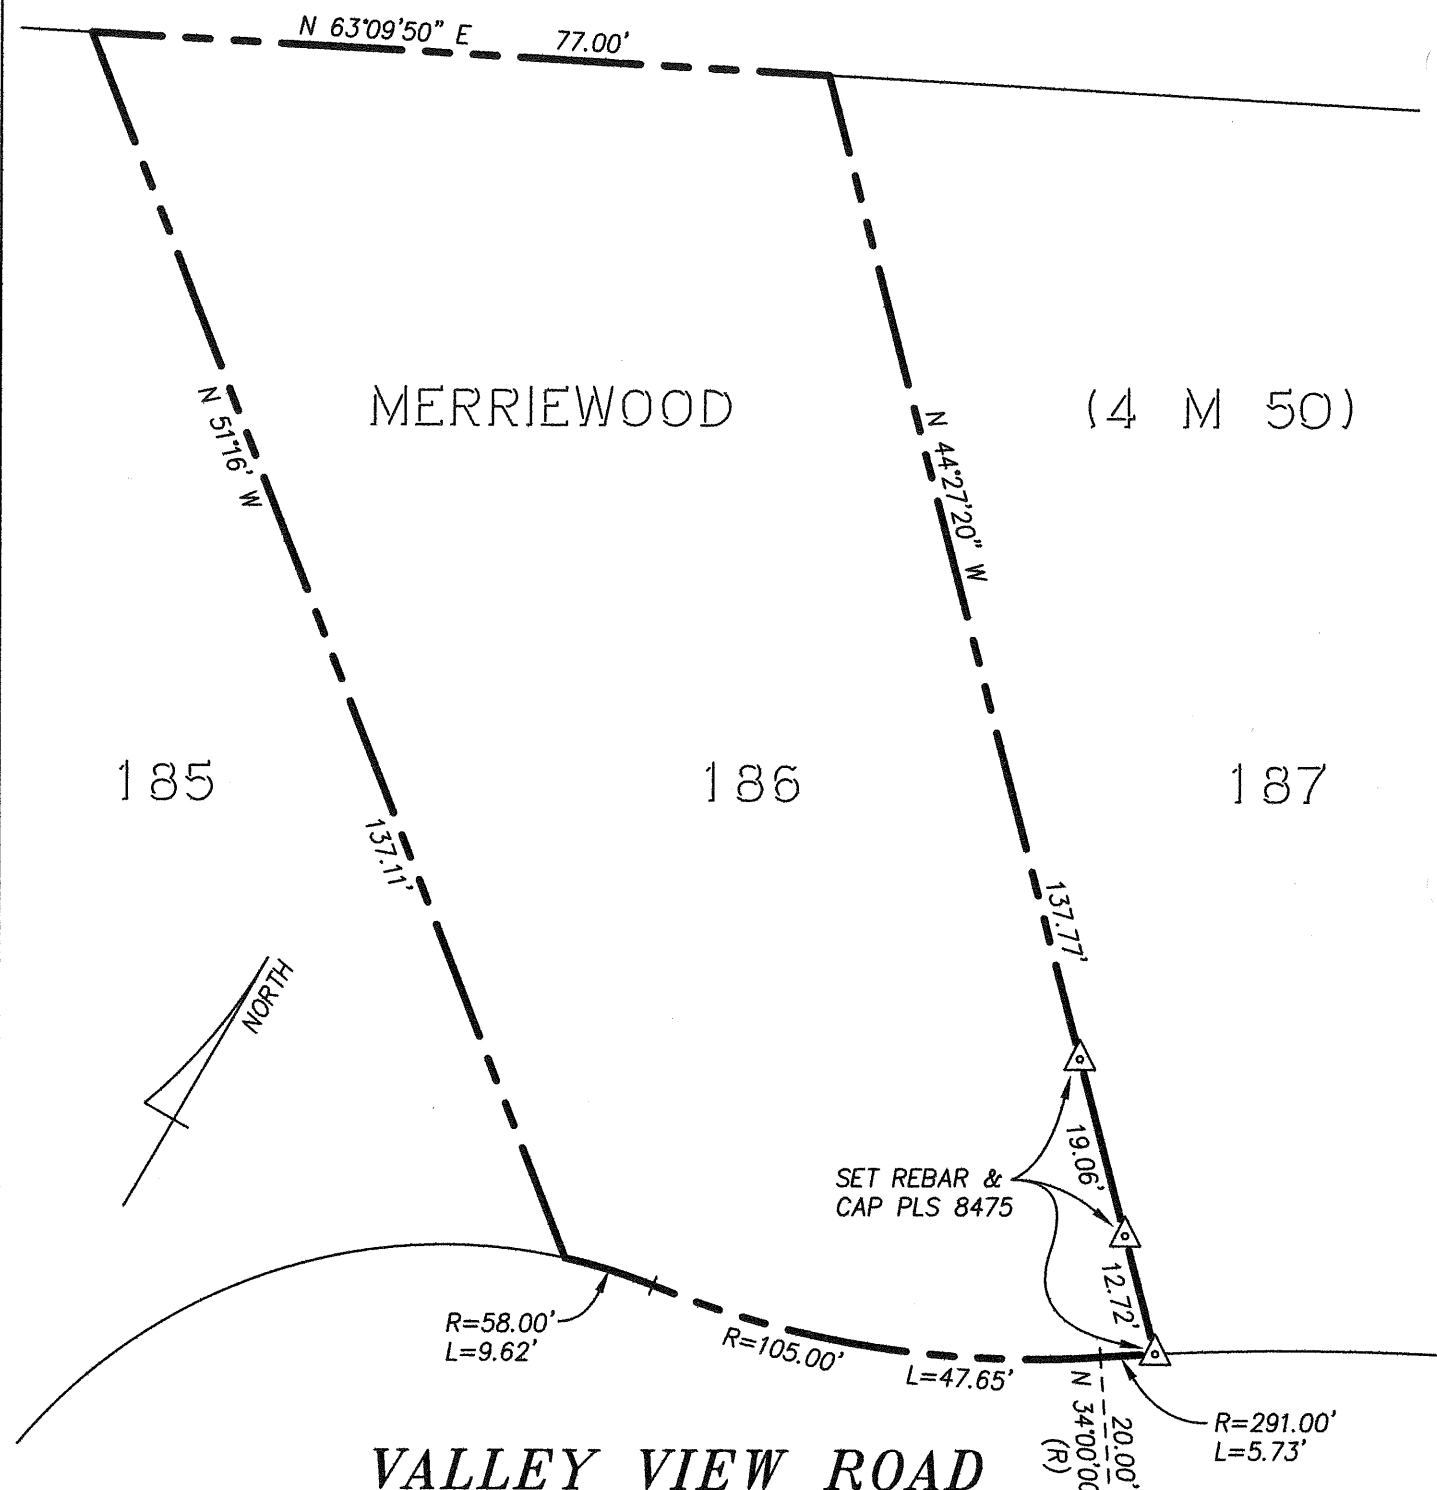 N 63°09'50" E
77.00'
MERRIEWOOD
(4 M 50)
N 51°16' W
N 44°27'20" W
185
186
187
137.11'
137.77'
NORTH
19.06'
SET REBAR &
CAP PLS 8475
12.72'
R=58.00'
L=9.62'
R=105.00'
L=47.65'
20.00'
N 34°00'00
(R)
R=291.00'
L=5.73'
VALLEY VIEW ROAD